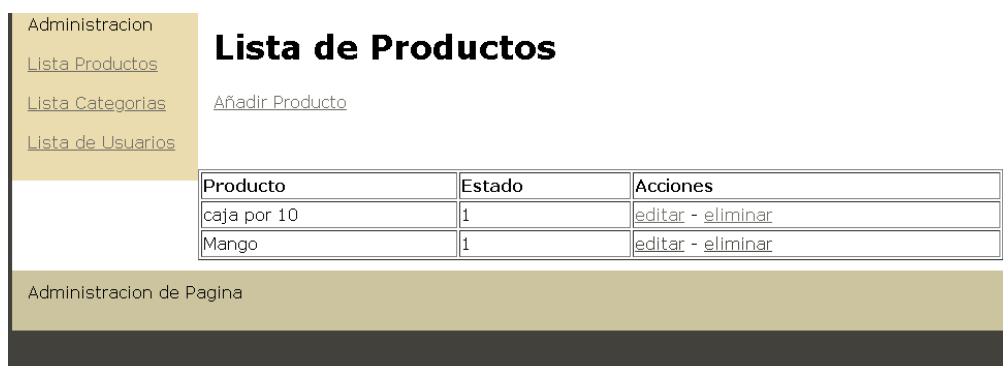 Administracion
Lista Productos
Lista Categorias
Lista de Usuarios
Lista de Productos
Añadir Producto
Producto Estado Acciones
caja por 10 1 editar - eliminar
Mango 1 editar - eliminar
Administracion de Pagina